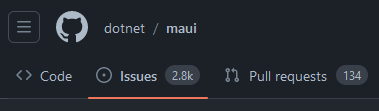 dotnet / maui
Code Issues 2.8k Pull requests 134